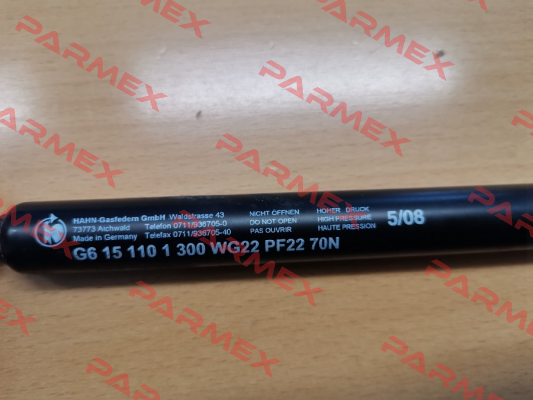 HAHN-Gasfedern GmbH Waldstrasse 43
73773 Aichwald Telefon 0711/936705-0
Made in Germany Telefax 0711/936705-40
NICHT ÖFFNEN
DO NOT OPEN
PAS OUVRIR
HOHER DRUCK
HIGH PRESSURE
HAUTE PRESSION
5/08
G6 15 110 1 300 WG22 PF22 70N
PARMEX
PARMEX
PARMEX
PARMEX
PARMEX
PARMEX